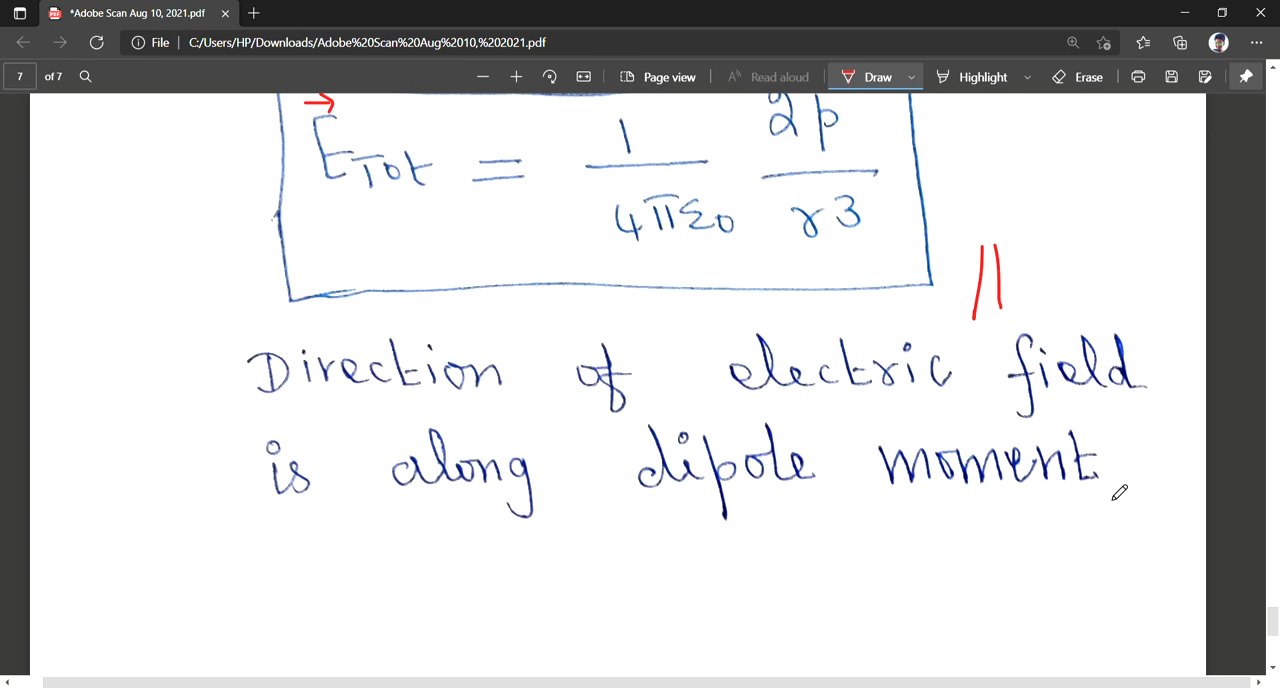 *Adobe Scan Aug 10, 2021.pdf
File | C:/Users/HP/Downloads/Adobe%20Scan%20Aug%2010,%202021.pdf
7 of 7 Page view Read aloud Draw Highlight Erase
2p
1
E⃗Tot = ─── ───
4πε0 r3
Direction of electric field
is along dipole moment.